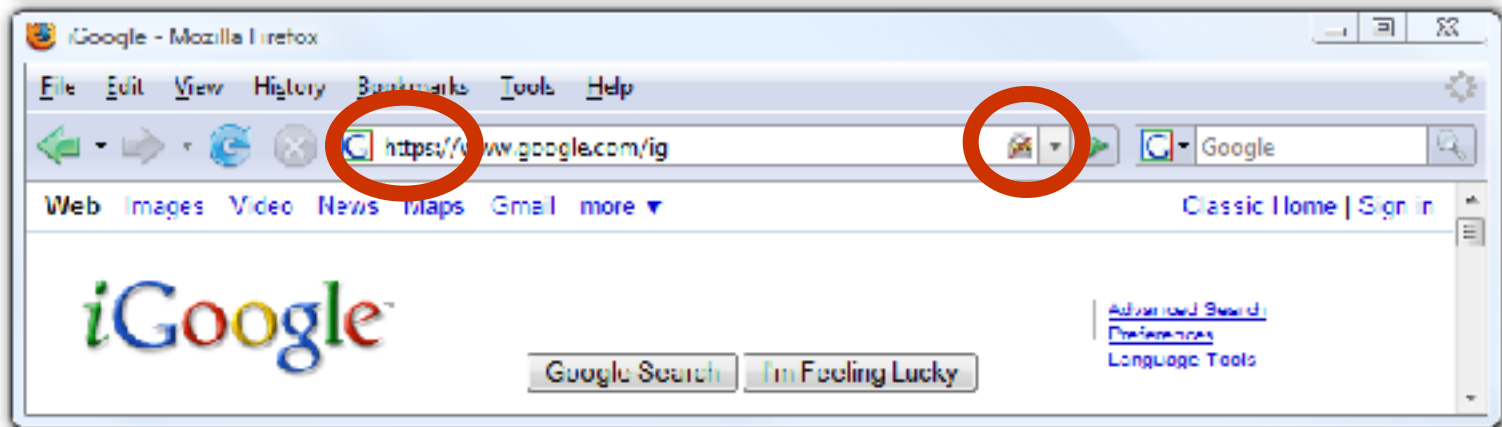 iGoogle - Mozilla Firefox
File Edit View History Bookmarks Tools Help
https://www.google.com/ig Google
Web Images Video News Maps Gmail more ▼ Classic Home | Sign in
iGoogle™
Advanced Search
Preferences
Language Tools
Google Search I'm Feeling Lucky